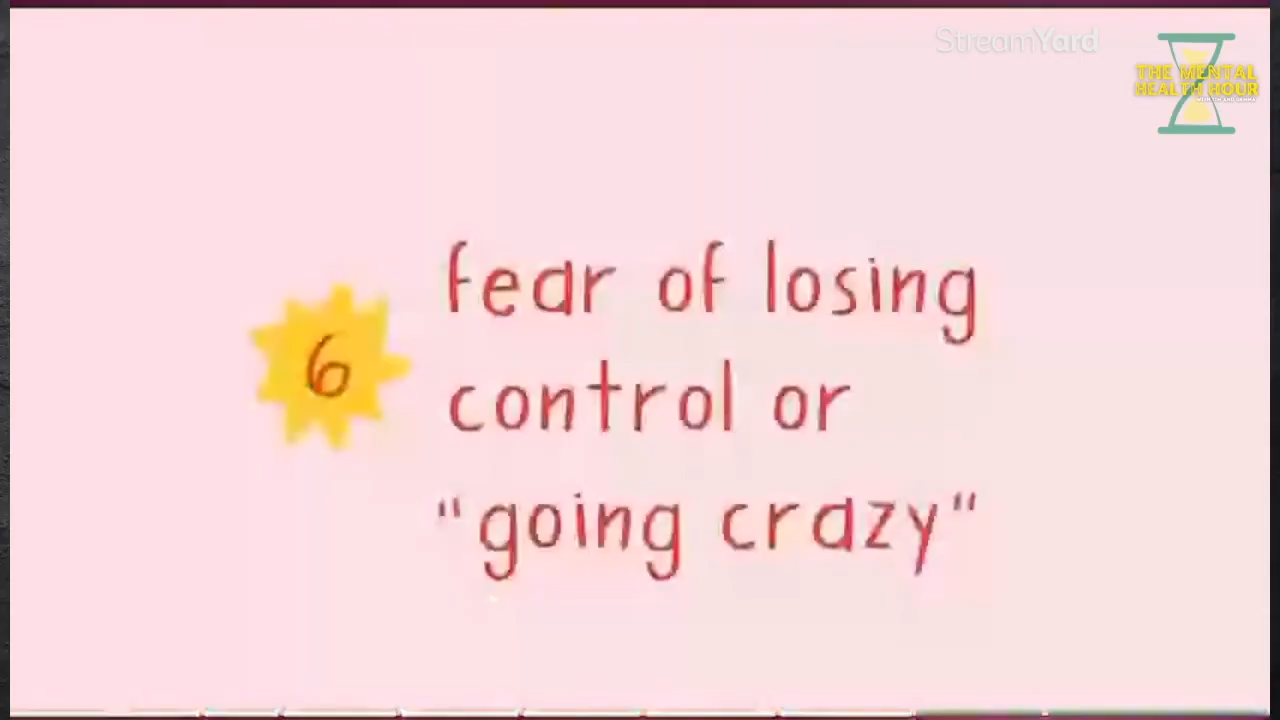 StreamYard
THE MENTAL
HEALTH HOUR
6
fear of losing
control or
"going crazy"